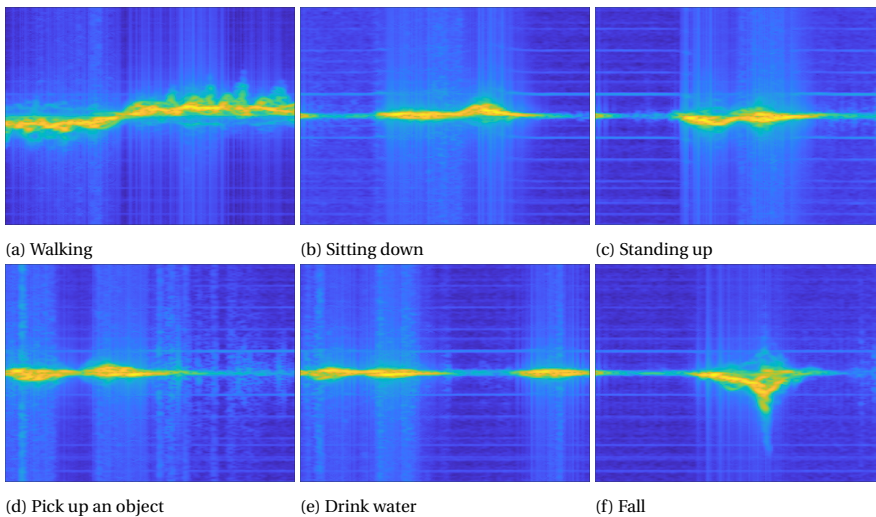 (a) Walking
(b) Sitting down
(c) Standing up
(d) Pick up an object
(e) Drink water
(f) Fall